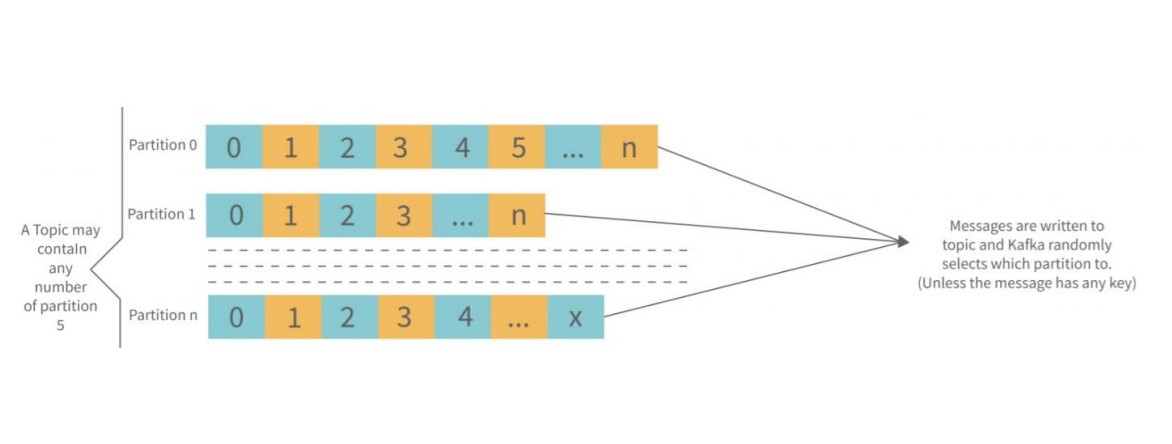 A Topic may
contain
any
number
of partition
5
Partition 0
0 1 2 3 4 5 ... n
Partition 1
0 1 2 3 ... n
Partition n
0 1 2 3 4 ... x
Messages are written to
topic and Kafka randomly
selects which partition to.
(Unless the message has any key)